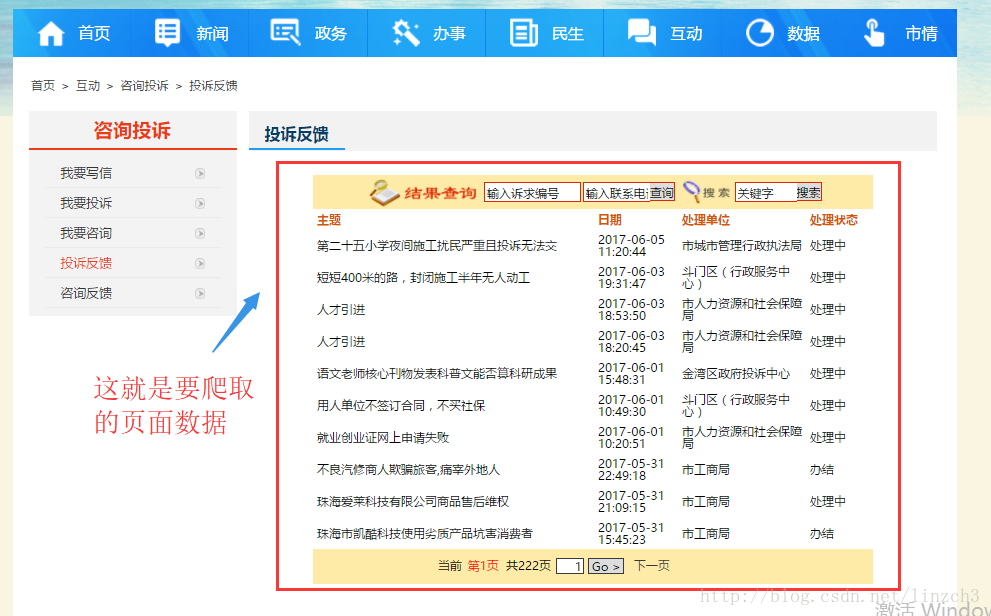 首页 新闻 政务 办事 民生 互动 数据 市情
首页 > 互动 > 咨询投诉 > 投诉反馈
咨询投诉
我要写信
我要投诉
我要咨询
投诉反馈
咨询反馈
这就是要爬取
的页面数据
投诉反馈
结果查询 输入诉求编号 输入联系电 查询 搜索 关键字 搜索
主题 日期 处理单位 处理状态
第二十五小学夜间施工扰民严重且投诉无法交 2017-06-05 11:20:44 市城市管理行政执法局 处理中
短短400米的路，封闭施工半年无人动工 2017-06-03 19:31:47 斗门区（行政服务中心） 处理中
人才引进 2017-06-03 18:53:50 市人力资源和社会保障局 处理中
人才引进 2017-06-03 18:20:45 市人力资源和社会保障局 处理中
语文老师核心刊物发表科普文能否算科研成果 2017-06-01 15:48:31 金湾区政府投诉中心 处理中
用人单位不签订合同，不买社保 2017-06-01 10:49:30 斗门区（行政服务中心） 处理中
就业创业证网上申请失败 2017-06-01 10:20:51 市人力资源和社会保障局 处理中
不良汽修商人欺骗旅客,痛宰外地人 2017-05-31 22:49:18 市工商局 办结
珠海爱莱科技有限公司商品售后维权 2017-05-31 21:09:15 市工商局 处理中
珠海市凯酷科技使用劣质产品坑害消费者 2017-05-31 15:45:23 市工商局 办结
当前 第1页 共222页 1 Go > 下一页
http://blog.csdn.net/linzch3
激活 Window